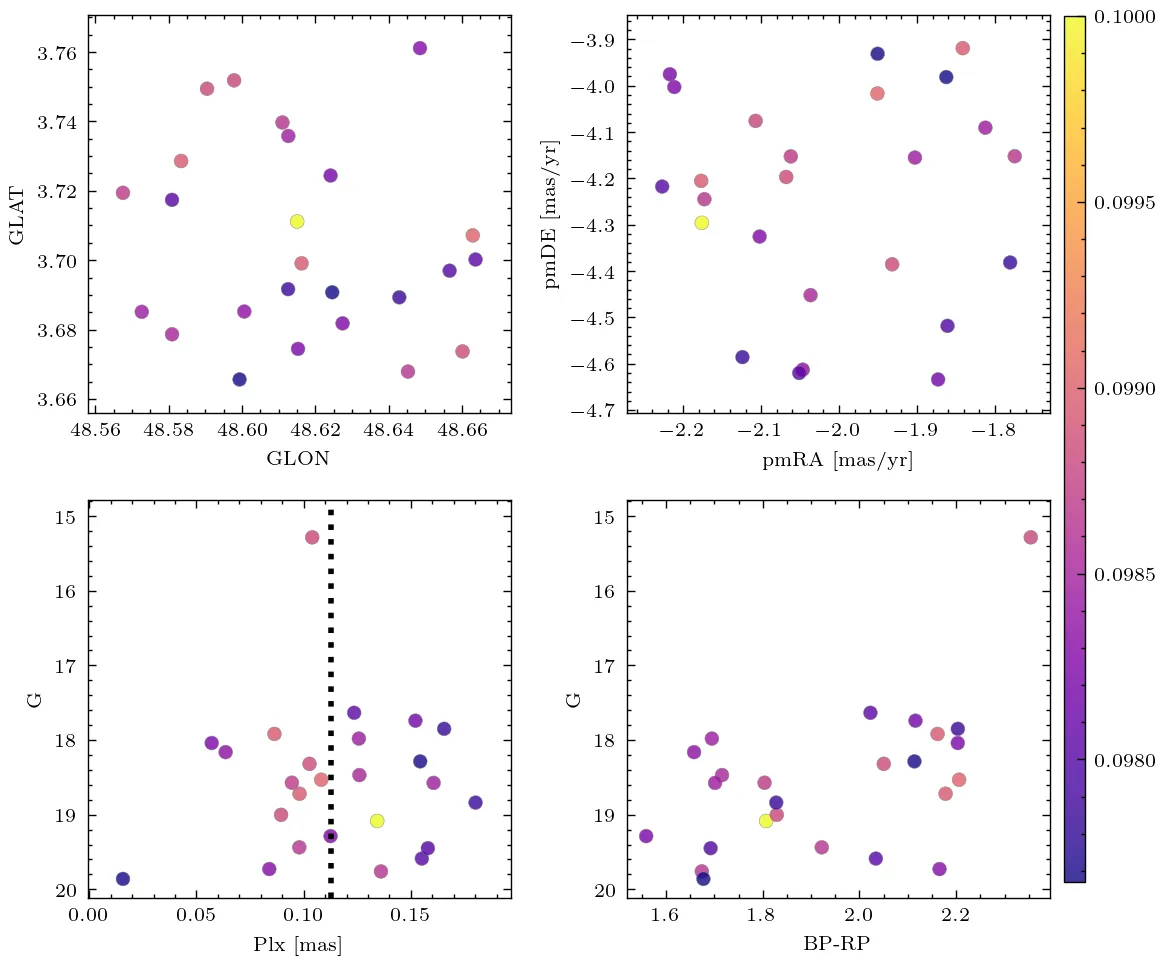 3.76
3.74
3.72
3.70
3.68
3.66
GLAT
48.56 48.58 48.60 48.62 48.64 48.66
GLON
−3.9
−4.0
−4.1
−4.2
−4.3
−4.4
−4.5
−4.6
−4.7
pmDE [mas/yr]
−2.2 −2.1 −2.0 −1.9 −1.8
pmRA [mas/yr]
0.1000
0.0995
0.0990
0.0985
0.0980
15
16
17
18
19
20
G
0.00 0.05 0.10 0.15
Plx [mas]
15
16
17
18
19
20
G
1.6 1.8 2.0 2.2
BP-RP